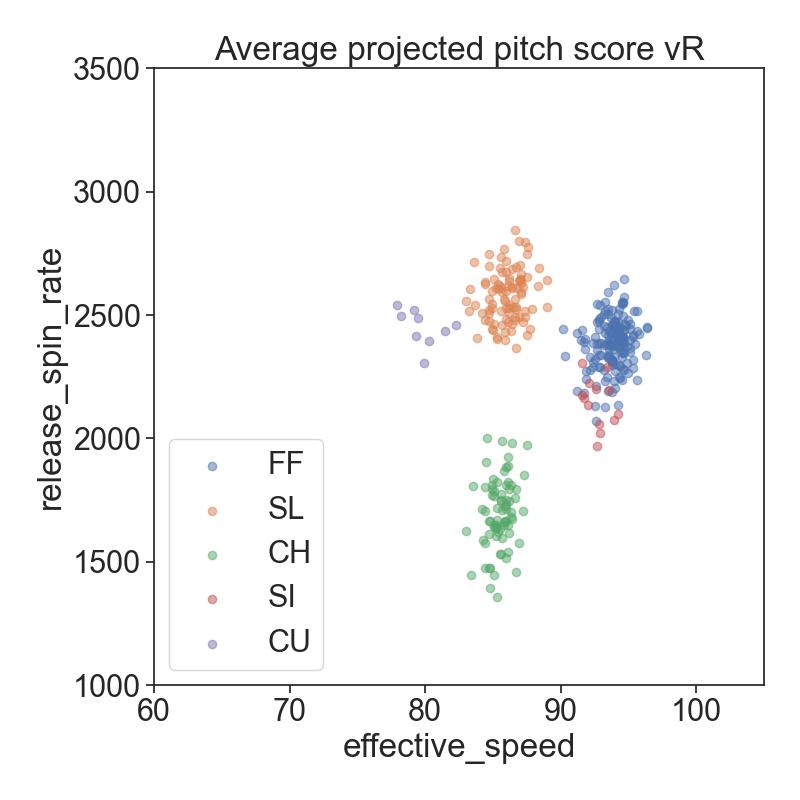 Average projected pitch score vR
3500
3000
2500
2000
1500
1000
release_spin_rate
FF
SL
CH
SI
CU
60 70 80 90 100
effective_speed